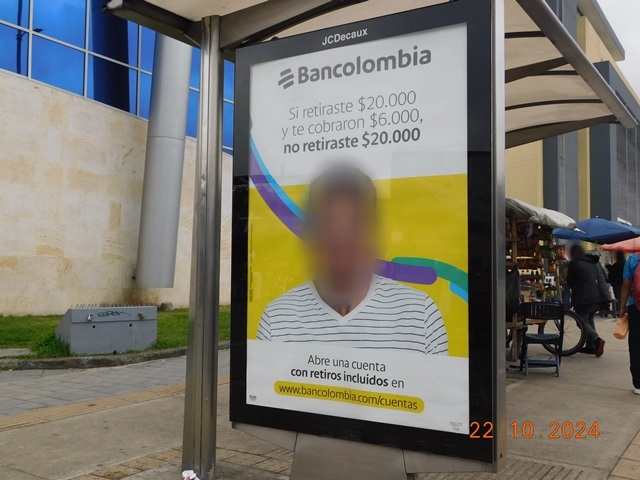 JCDecaux
Bancolombia
Si retiraste $20.000
y te cobraron $6.000,
no retiraste $20.000
Abre una cuenta
con retiros incluidos en
www.bancolombia.com/cuentas
22 10 2024